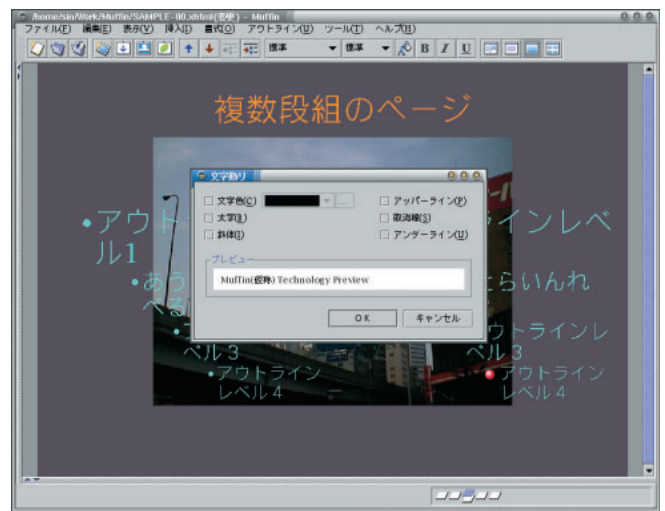 /home/sin/Work/Muffin/SAMPLE-00.xhtml(変更) - Muffin
ファイル(F) 編集(E) 表示(V) 挿入(I) 書式(O) アウトライン(U) ツール(T) ヘルプ(H)
標準 標準 B I U
複数段組のページ
文字飾り
文字色(C) ...
アッパーライン(P)
太字(B)
取消線(S)
斜体(I)
アンダーライン(U)
プレビュー
Muffin(仮称) Technology Preview
OK キャンセル
•アウト
ル1
•あう
べる
ベル3
•アウトライン
レベル4
インレベ
らいんれ
ウトラインレ
ベル3
アウトライン
レベル4